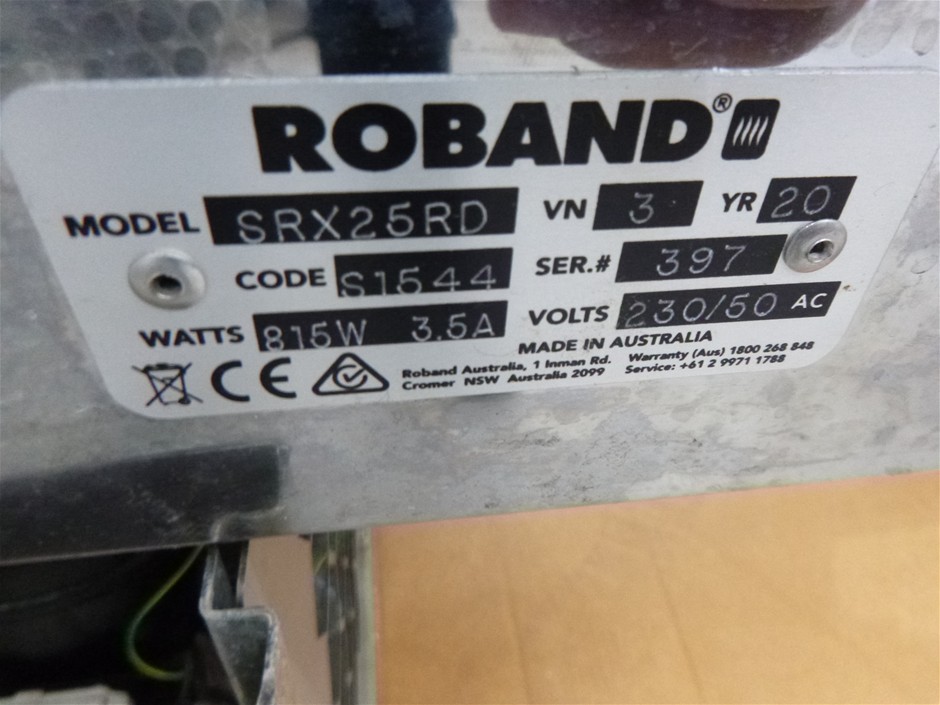 ROBAND®
MODEL SRX25RD VN 3 YR 20
CODE S1544 SER.# 397
WATTS 815W 3.5A VOLTS 230/50 AC
MADE IN AUSTRALIA
CE
Roband Australia, 1 Inman Rd. Warranty (Aus) 1800 268 848
Cromer NSW Australia 2099 Service: +61 2 9971 1788